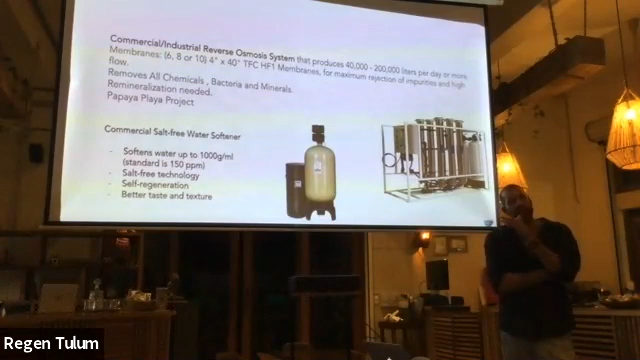 Commercial/Industrial Reverse Osmosis System that produces 40,000 - 200,000 liters per day or more.
Membranes: (6, 8 or 10) 4" x 40" TFC HF1 Membranes, for maximum rejection of impurities and high
flow.
Removes All Chemicals , Bacteria and Minerals.
Remineralization needed.
Papaya Playa Project
Commercial Salt-free Water Softener
- Softens water up to 1000g/ml
(standard is 150 ppm)
- Salt-free technology
- Self-regeneration
- Better taste and texture
Regen Tulum